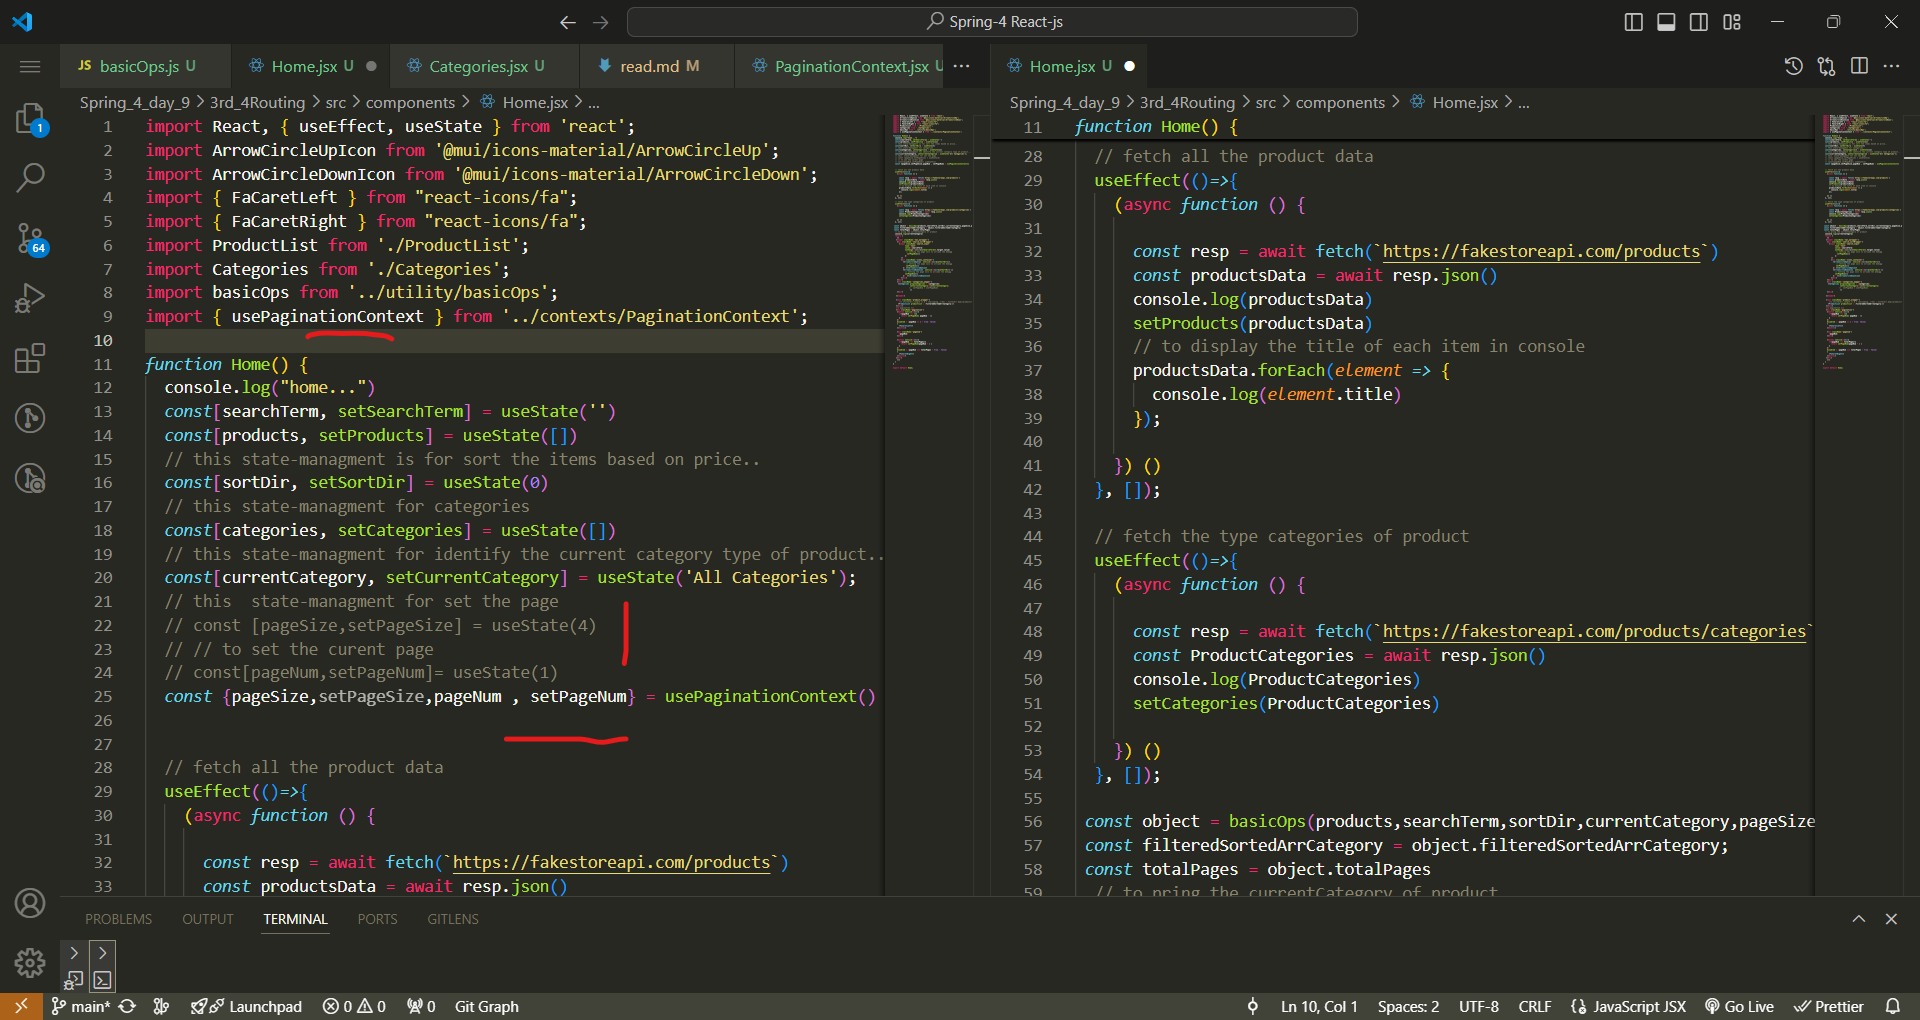 Spring-4 React-js
JS basicOps.js U
Home.jsx U
Categories.jsx U
read.md M
PaginationContext.jsx U
...
Home.jsx U
...
Spring_4_day_9 > 3rd_4Routing > src > components > Home.jsx > ...
1 import React, { useEffect, useState } from 'react';
2 import ArrowCircleUpIcon from '@mui/icons-material/ArrowCircleUp';
3 import ArrowCircleDownIcon from '@mui/icons-material/ArrowCircleDown';
4 import { FaCaretLeft } from "react-icons/fa";
5 import { FaCaretRight } from "react-icons/fa";
6 import ProductList from './ProductList';
7 import Categories from './Categories';
8 import basicOps from '../utility/basicOps';
9 import { usePaginationContext } from '../contexts/PaginationContext';
10
11 function Home() {
12 console.log("home...")
13 const[searchTerm, setSearchTerm] = useState('')
14 const[products, setProducts] = useState([])
15 // this state-managment is for sort the items based on price..
16 const[sortDir, setSortDir] = useState(0)
17 // this state-managment for categories
18 const[categories, setCategories] = useState([])
19 // this state-managment for identify the current category type of product..
20 const[currentCategory, setCurrentCategory] = useState('All Categories');
21 // this  state-managment for set the page
22 // const [pageSize,setPageSize] = useState(4)
23 // // to set the curent page
24 // const[pageNum,setPageNum]= useState(1)
25 const {pageSize,setPageSize,pageNum , setPageNum} = usePaginationContext()
26
27
28 // fetch all the product data
29 useEffect(()=>{
30 (async function () {
31
32 const resp = await fetch(`https://fakestoreapi.com/products`)
33 const productsData = await resp.json()
Spring_4_day_9 > 3rd_4Routing > src > components > Home.jsx > ...
11 function Home() {
28 // fetch all the product data
29 useEffect(()=>{
30 (async function () {
31
32 const resp = await fetch(`https://fakestoreapi.com/products`)
33 const productsData = await resp.json()
34 console.log(productsData)
35 setProducts(productsData)
36 // to display the title of each item in console
37 productsData.forEach(element => {
38 console.log(element.title)
39 });
40
41 }) ()
42 }, []);
43
44 // fetch the type categories of product
45 useEffect(()=>{
46 (async function () {
47
48 const resp = await fetch(`https://fakestoreapi.com/products/categories`
49 const ProductCategories = await resp.json()
50 console.log(ProductCategories)
51 setCategories(ProductCategories)
52
53 }) ()
54 }, []);
55
56 const object = basicOps(products,searchTerm,sortDir,currentCategory,pageSize
57 const filteredSortedArrCategory = object.filteredSortedArrCategory;
58 const totalPages = object.totalPages
59 // to pring the currentCategory of product
1
64
PROBLEMS OUTPUT TERMINAL PORTS GITLENS
main* Launchpad 0 0 0 Git Graph
Ln 10, Col 1 Spaces: 2 UTF-8 CRLF {} JavaScript JSX Go Live Prettier